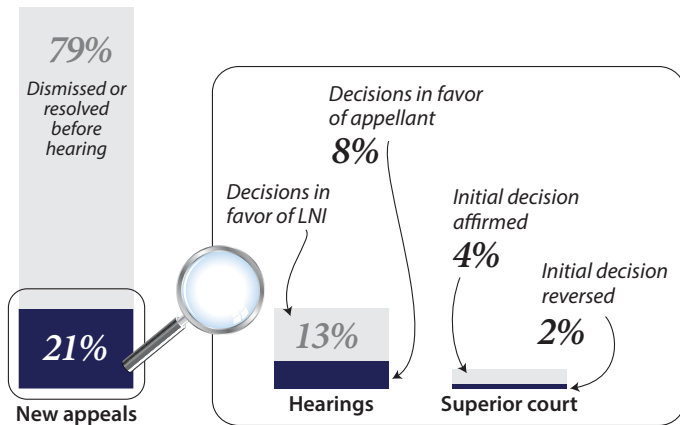 79%
Dismissed or
resolved
before
hearing
21%
New appeals
Decisions in favor
of appellant
8%
Decisions in
favor of LNI
13%
Hearings
Initial decision
affirmed
4%
Initial decision
reversed
2%
Superior court